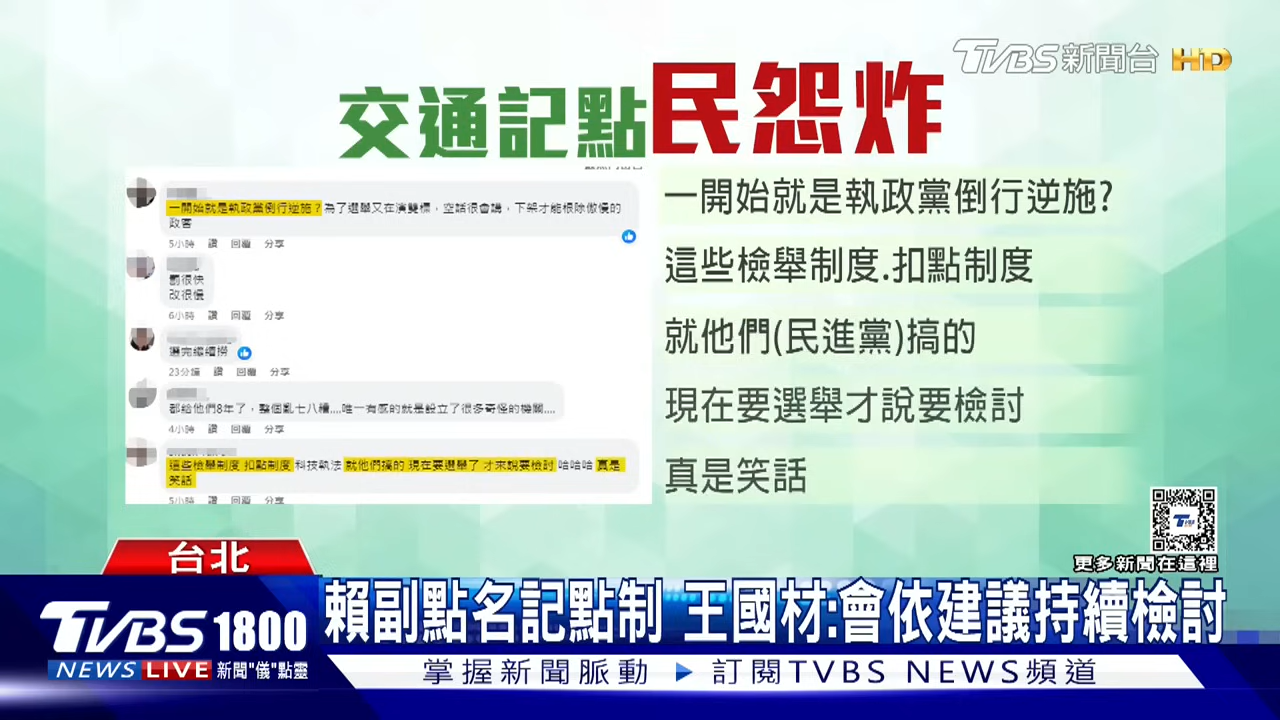 TVBS新聞台 HD
交通記點民怨炸
一開始就是執政黨倒行逆施?為了選舉又在演雙標,空話很會講,下架才能根除傲慢的
政客
5小時 讚 回覆 分享
罰很快
改很慢
6小時 讚 回覆 分享
選完繼續撈
23分鐘 讚 回覆 分享
都給他們8年了,整個亂七八糟....唯一有感的就是設立了很多奇怪的機關....
4小時 讚 回覆 分享
這些檢舉制度 扣點制度 科技執法 就他們搞的 現在要選舉了 才來說要檢討 哈哈哈 真是
笑話
5小時 讚 回覆 分享
一開始就是執政黨倒行逆施?
這些檢舉制度.扣點制度
就他們(民進黨)搞的
現在要選舉才說要檢討
真是笑話
TVBS
更多新聞在這裡
台北
賴副點名記點制 王國材:會依建議持續檢討
TVBS 1800
NEWS LIVE 新聞"儀"點靈
掌握新聞脈動 ▶ 訂閱TVBS NEWS頻道